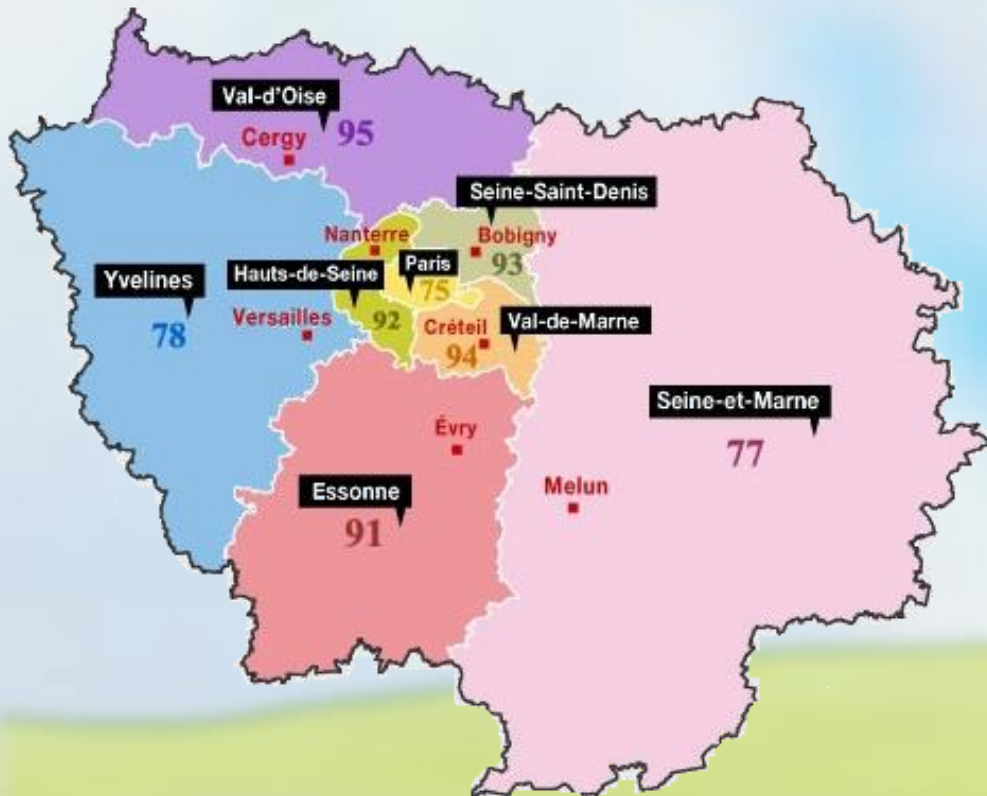 Val-d'Oise
95
Cergy
Seine-Saint-Denis
Nanterre
Bobigny
93
Yvelines
78
Hauts-de-Seine
Paris
75
Versailles
92
Créteil
94
Val-de-Marne
Seine-et-Marne
77
Évry
Essonne
91
Melun